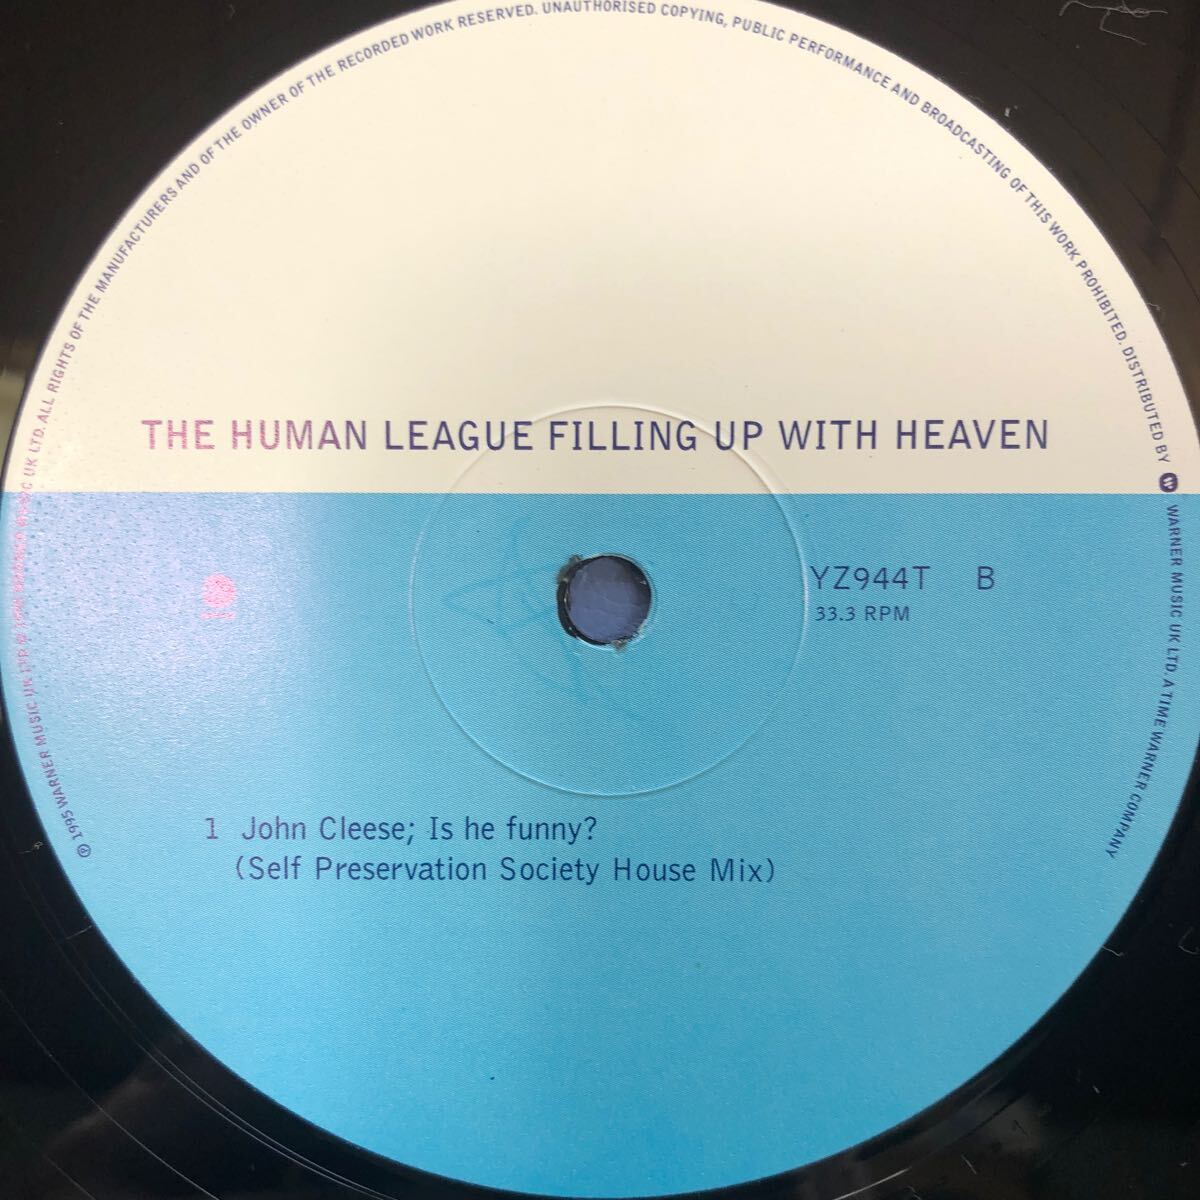 ℗ 1995 WARNER MUSIC UK LTD. ALL RIGHTS OF THE MANUFACTURERS AND OF THE OWNER OF THE RECORDED WORK RESERVED. UNAUTHORISED COPYING, PUBLIC PERFORMANCE AND BROADCASTING OF THIS WORK PROHIBITED. DISTRIBUTED BY WARNER MUSIC UK LTD. A TIME WARNER COMPANY
THE HUMAN LEAGUE FILLING UP WITH HEAVEN
YZ944T B
33.3 RPM
1 John Cleese; Is he funny?
(Self Preservation Society House Mix)